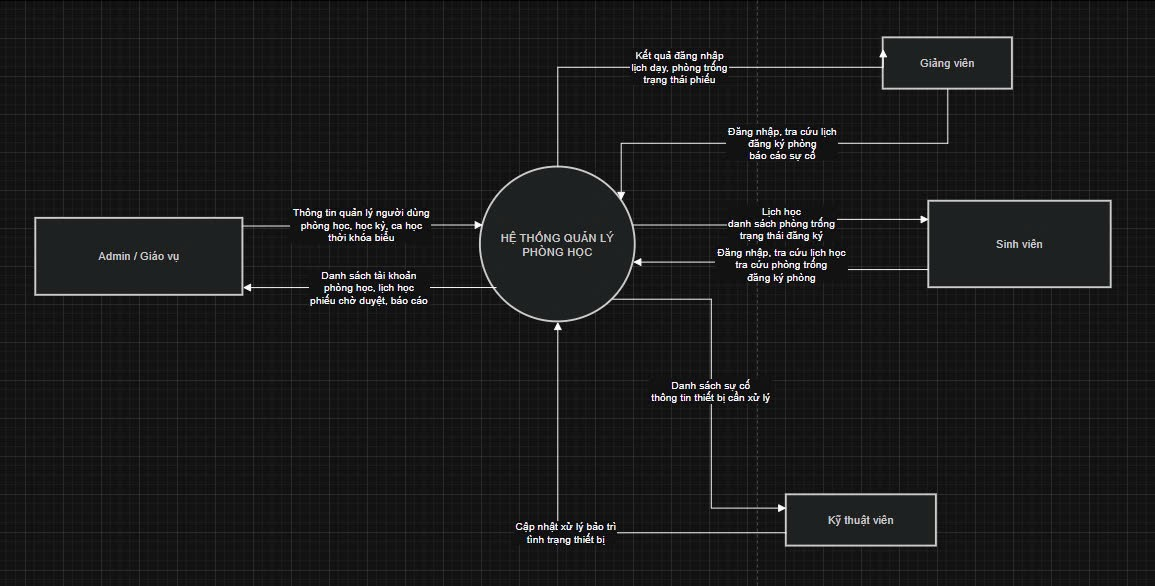 Kết quả đăng nhập
lịch dạy, phòng trống
trạng thái phiếu
Giảng viên
Đăng nhập, tra cứu lịch
đăng ký phòng
báo cáo sự cố
Thông tin quản lý người dùng
phòng học, học kỳ, ca học
thời khóa biểu
Admin / Giáo vụ
Danh sách tài khoản
phòng học, lịch học
phiếu chờ duyệt, báo cáo
HỆ THỐNG QUẢN LÝ
PHÒNG HỌC
Lịch học
danh sách phòng trống
trạng thái đăng ký
Đăng nhập, tra cứu lịch học
tra cứu phòng trống
đăng ký phòng
Sinh viên
Danh sách sự cố
thông tin thiết bị cần xử lý
Kỹ thuật viên
Cập nhật xử lý bảo trì
tình trạng thiết bị